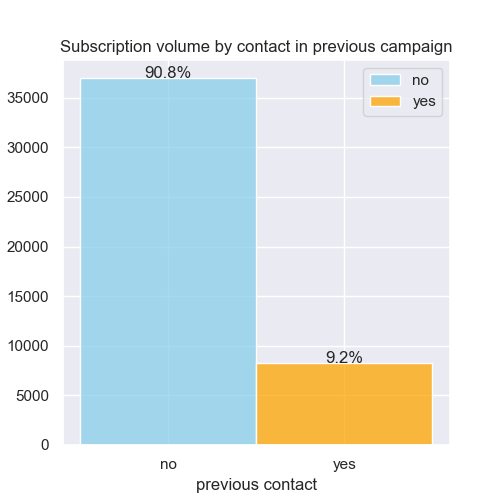 Subscription volume by contact in previous campaign
90.8%
no
yes
35000
30000
25000
20000
15000
10000
9.2%
5000
0
no yes
previous contact